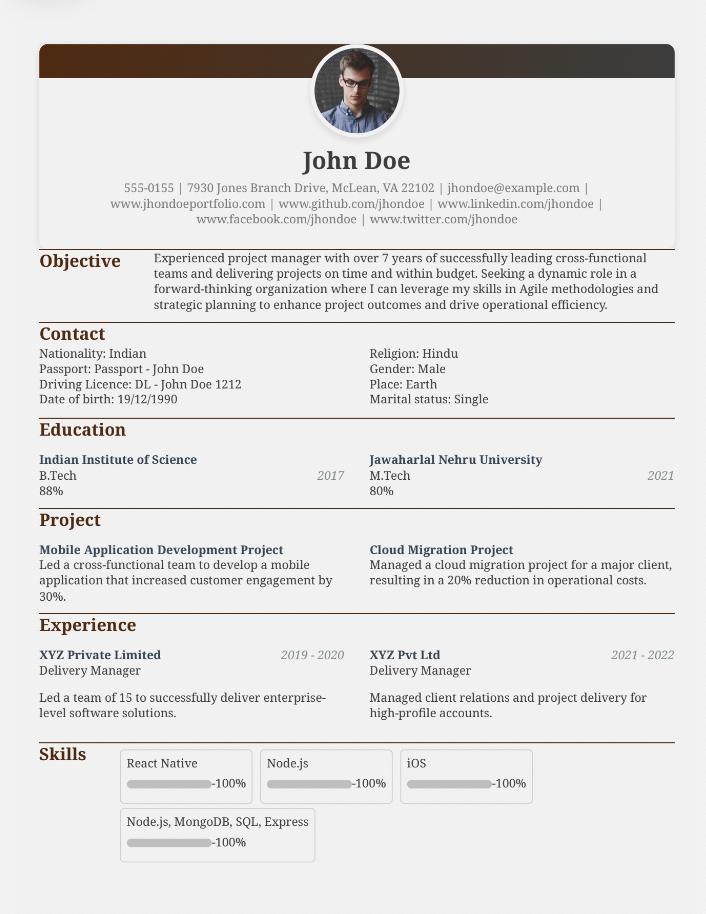 John Doe
555-0155 | 7930 Jones Branch Drive, McLean, VA 22102 | jhondoe@example.com |
www.jhondoeportfolio.com | www.github.com/jhondoe | www.linkedin.com/jhondoe |
www.facebook.com/jhondoe | www.twitter.com/jhondoe
Objective
Experienced project manager with over 7 years of successfully leading cross-functional
teams and delivering projects on time and within budget. Seeking a dynamic role in a
forward-thinking organization where I can leverage my skills in Agile methodologies and
strategic planning to enhance project outcomes and drive operational efficiency.
Contact
Nationality: Indian
Passport: Passport - John Doe
Driving Licence: DL - John Doe 1212
Date of birth: 19/12/1990
Religion: Hindu
Gender: Male
Place: Earth
Marital status: Single
Education
Indian Institute of Science
B.Tech 2017
88%
Jawaharlal Nehru University
M.Tech 2021
80%
Project
Mobile Application Development Project
Led a cross-functional team to develop a mobile
application that increased customer engagement by
30%.
Cloud Migration Project
Managed a cloud migration project for a major client,
resulting in a 20% reduction in operational costs.
Experience
XYZ Private Limited 2019 - 2020
Delivery Manager
Led a team of 15 to successfully deliver enterprise-
level software solutions.
XYZ Pvt Ltd 2021 - 2022
Delivery Manager
Managed client relations and project delivery for
high-profile accounts.
Skills
React Native
-100%
Node.js
-100%
iOS
-100%
Node.js, MongoDB, SQL, Express
-100%